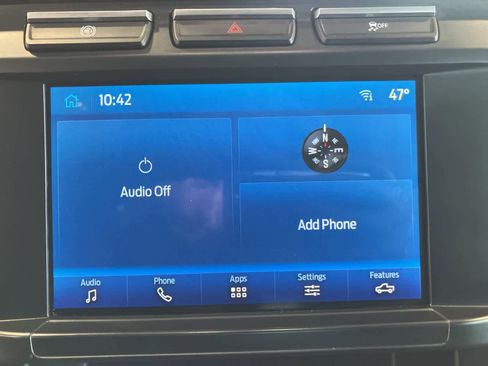 OFF
10:42
47°
N
W E
S
Audio Off
Add Phone
Audio
Phone
Apps
Settings
Features